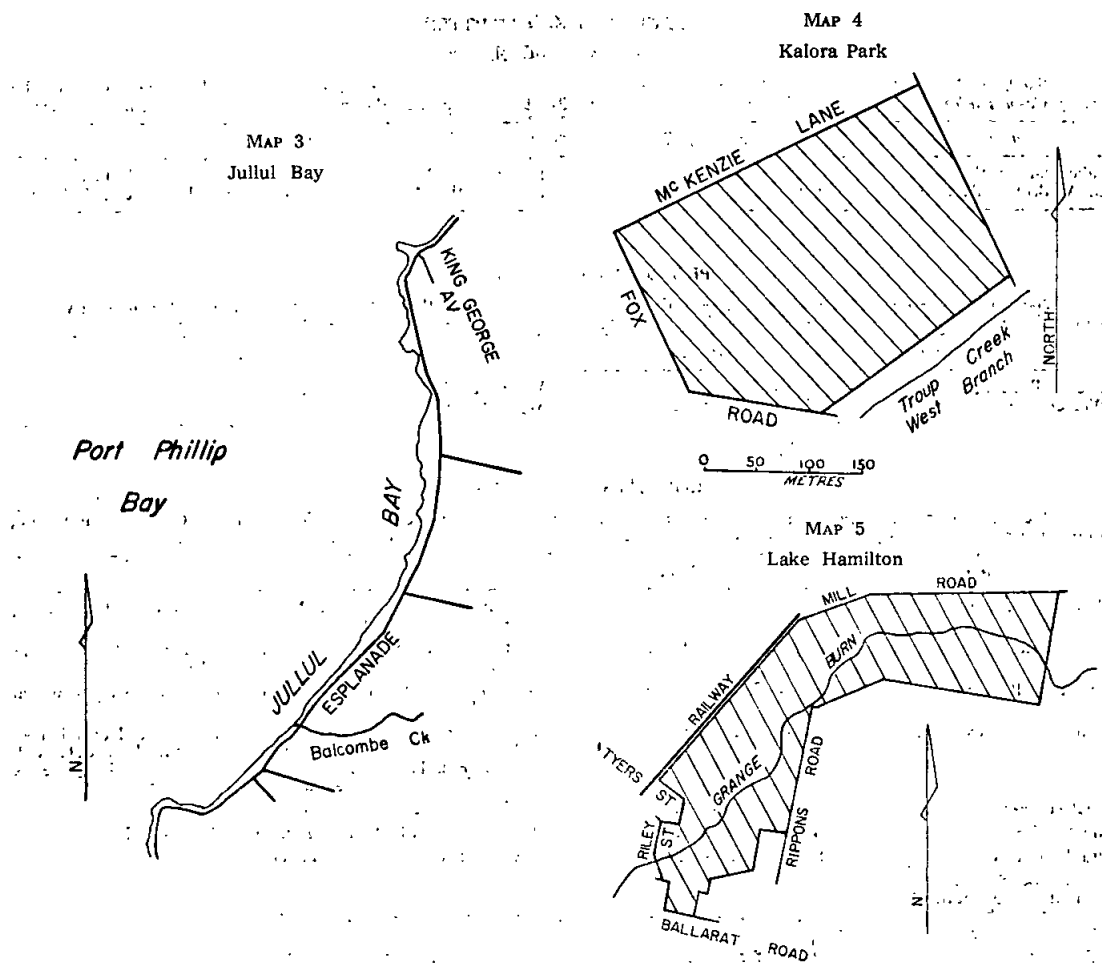 MAP 3
Jullul Bay
KING GEORGE
AV
Port Phillip
Bay
JULLUL BAY
ESPLANADE
Balcombe Ck
N
MAP 4
Kalora Park
McKENZIE LANE
FOX
ROAD
Troup Creek
West Branch
NORTH
0 50 100 150
METRES
MAP 5
Lake Hamilton
MILL ROAD
RAILWAY
BURN
GRANGE
TYERS
ST
RILEY
ST
RIPPONS ROAD
BALLARAT ROAD
N